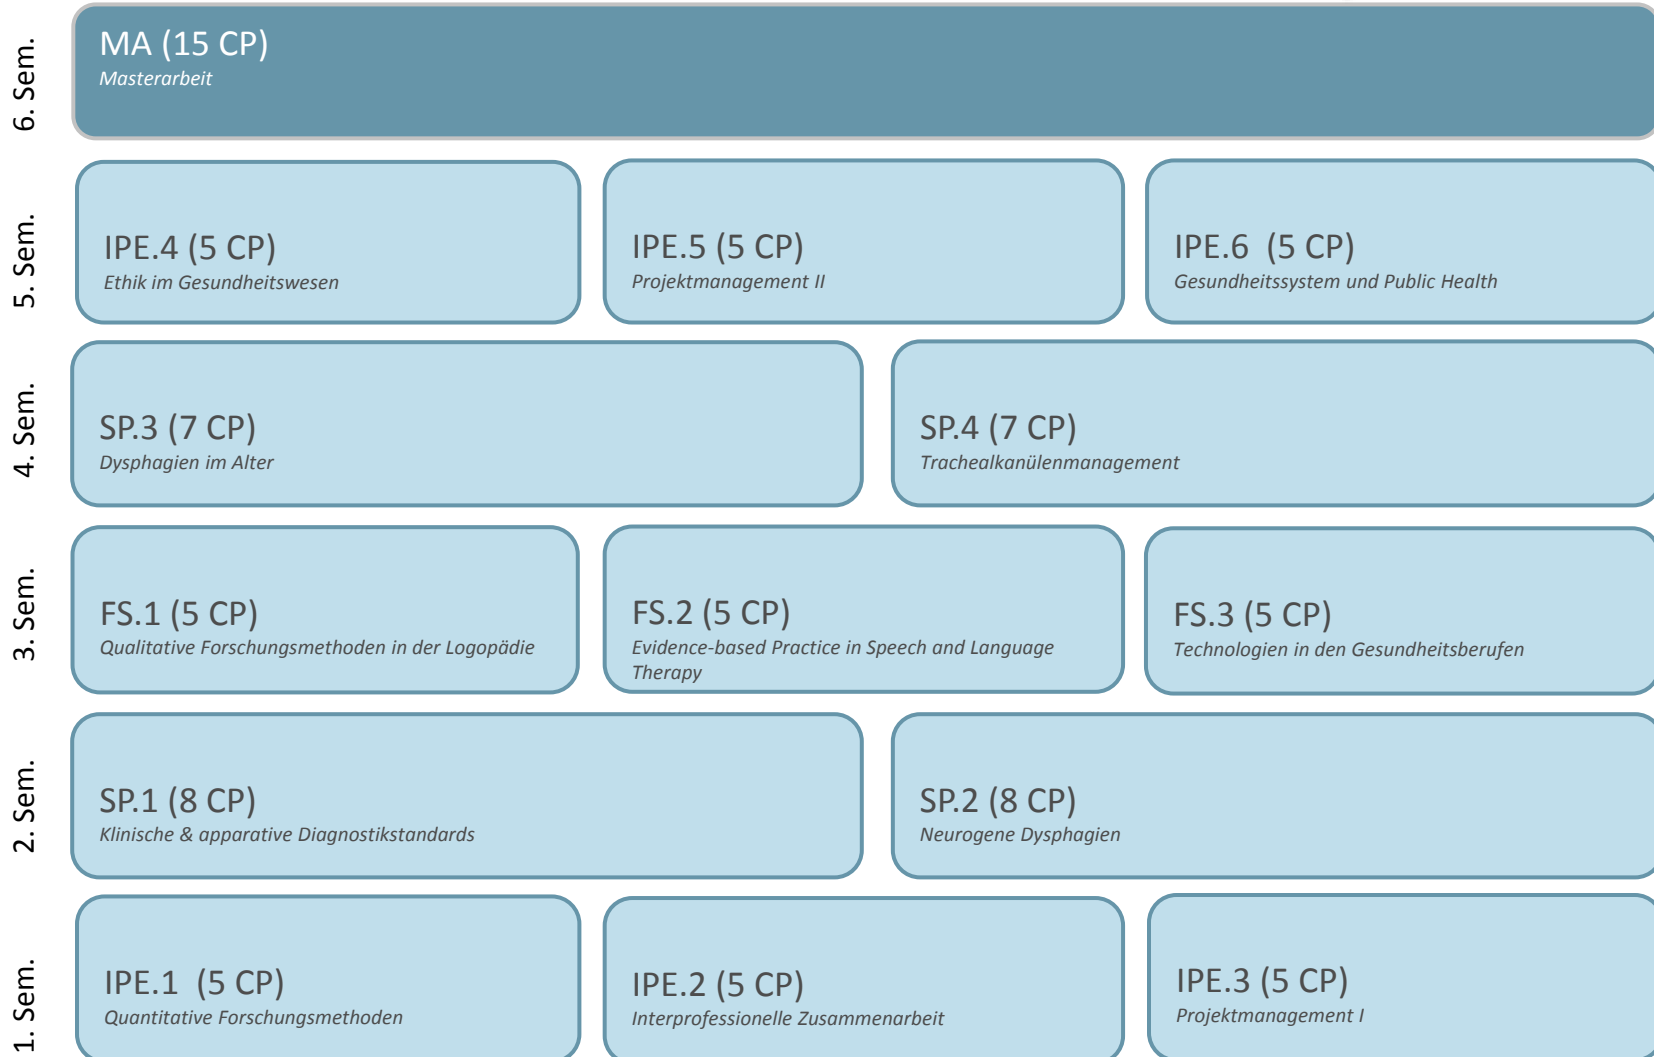 6. Sem.
MA (15 CP)
Masterarbeit
5. Sem.
IPE.4 (5 CP)
Ethik im Gesundheitswesen
IPE.5 (5 CP)
Projektmanagement II
IPE.6  (5 CP)
Gesundheitssystem und Public Health
4. Sem.
SP.3 (7 CP)
Dysphagien im Alter
SP.4 (7 CP)
Trachealkanülenmanagement
3. Sem.
FS.1 (5 CP)
Qualitative Forschungsmethoden in der Logopädie
FS.2 (5 CP)
Evidence-based Practice in Speech and Language
Therapy
FS.3 (5 CP)
Technologien in den Gesundheitsberufen
2. Sem.
SP.1 (8 CP)
Klinische & apparative Diagnostikstandards
SP.2 (8 CP)
Neurogene Dysphagien
1. Sem.
IPE.1  (5 CP)
Quantitative Forschungsmethoden
IPE.2 (5 CP)
Interprofessionelle Zusammenarbeit
IPE.3 (5 CP)
Projektmanagement I